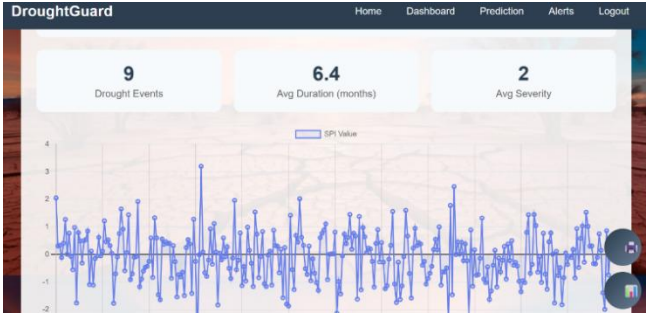 DroughtGuard Home Dashboard Prediction Alerts Logout
9 6.4 2
Drought Events Avg Duration (months) Avg Severity
SPI Value
4
3
2
1
0
-1
-2